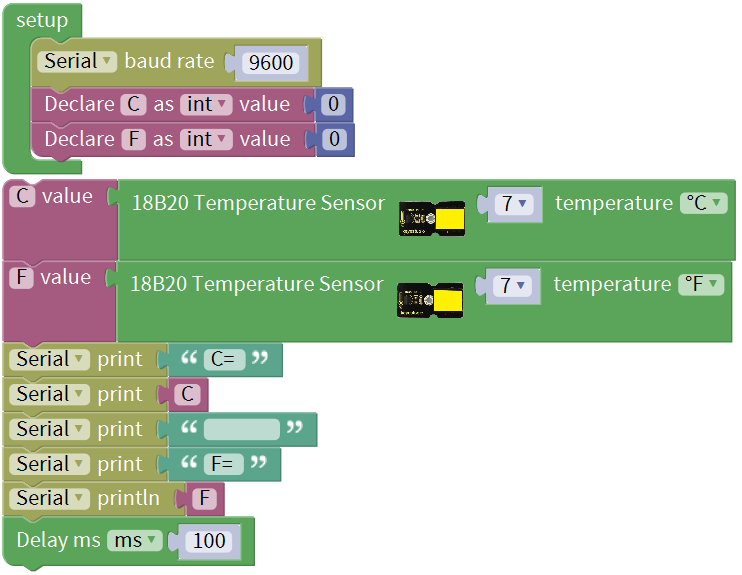 setup
Serial baud rate 9600
Declare C as int value 0
Declare F as int value 0
C value 18B20 Temperature Sensor 7 temperature °C
F value 18B20 Temperature Sensor 7 temperature °F
Serial print “ C= ”
Serial print C
Serial print “ ”
Serial print “ F= ”
Serial println F
Delay ms ms 100